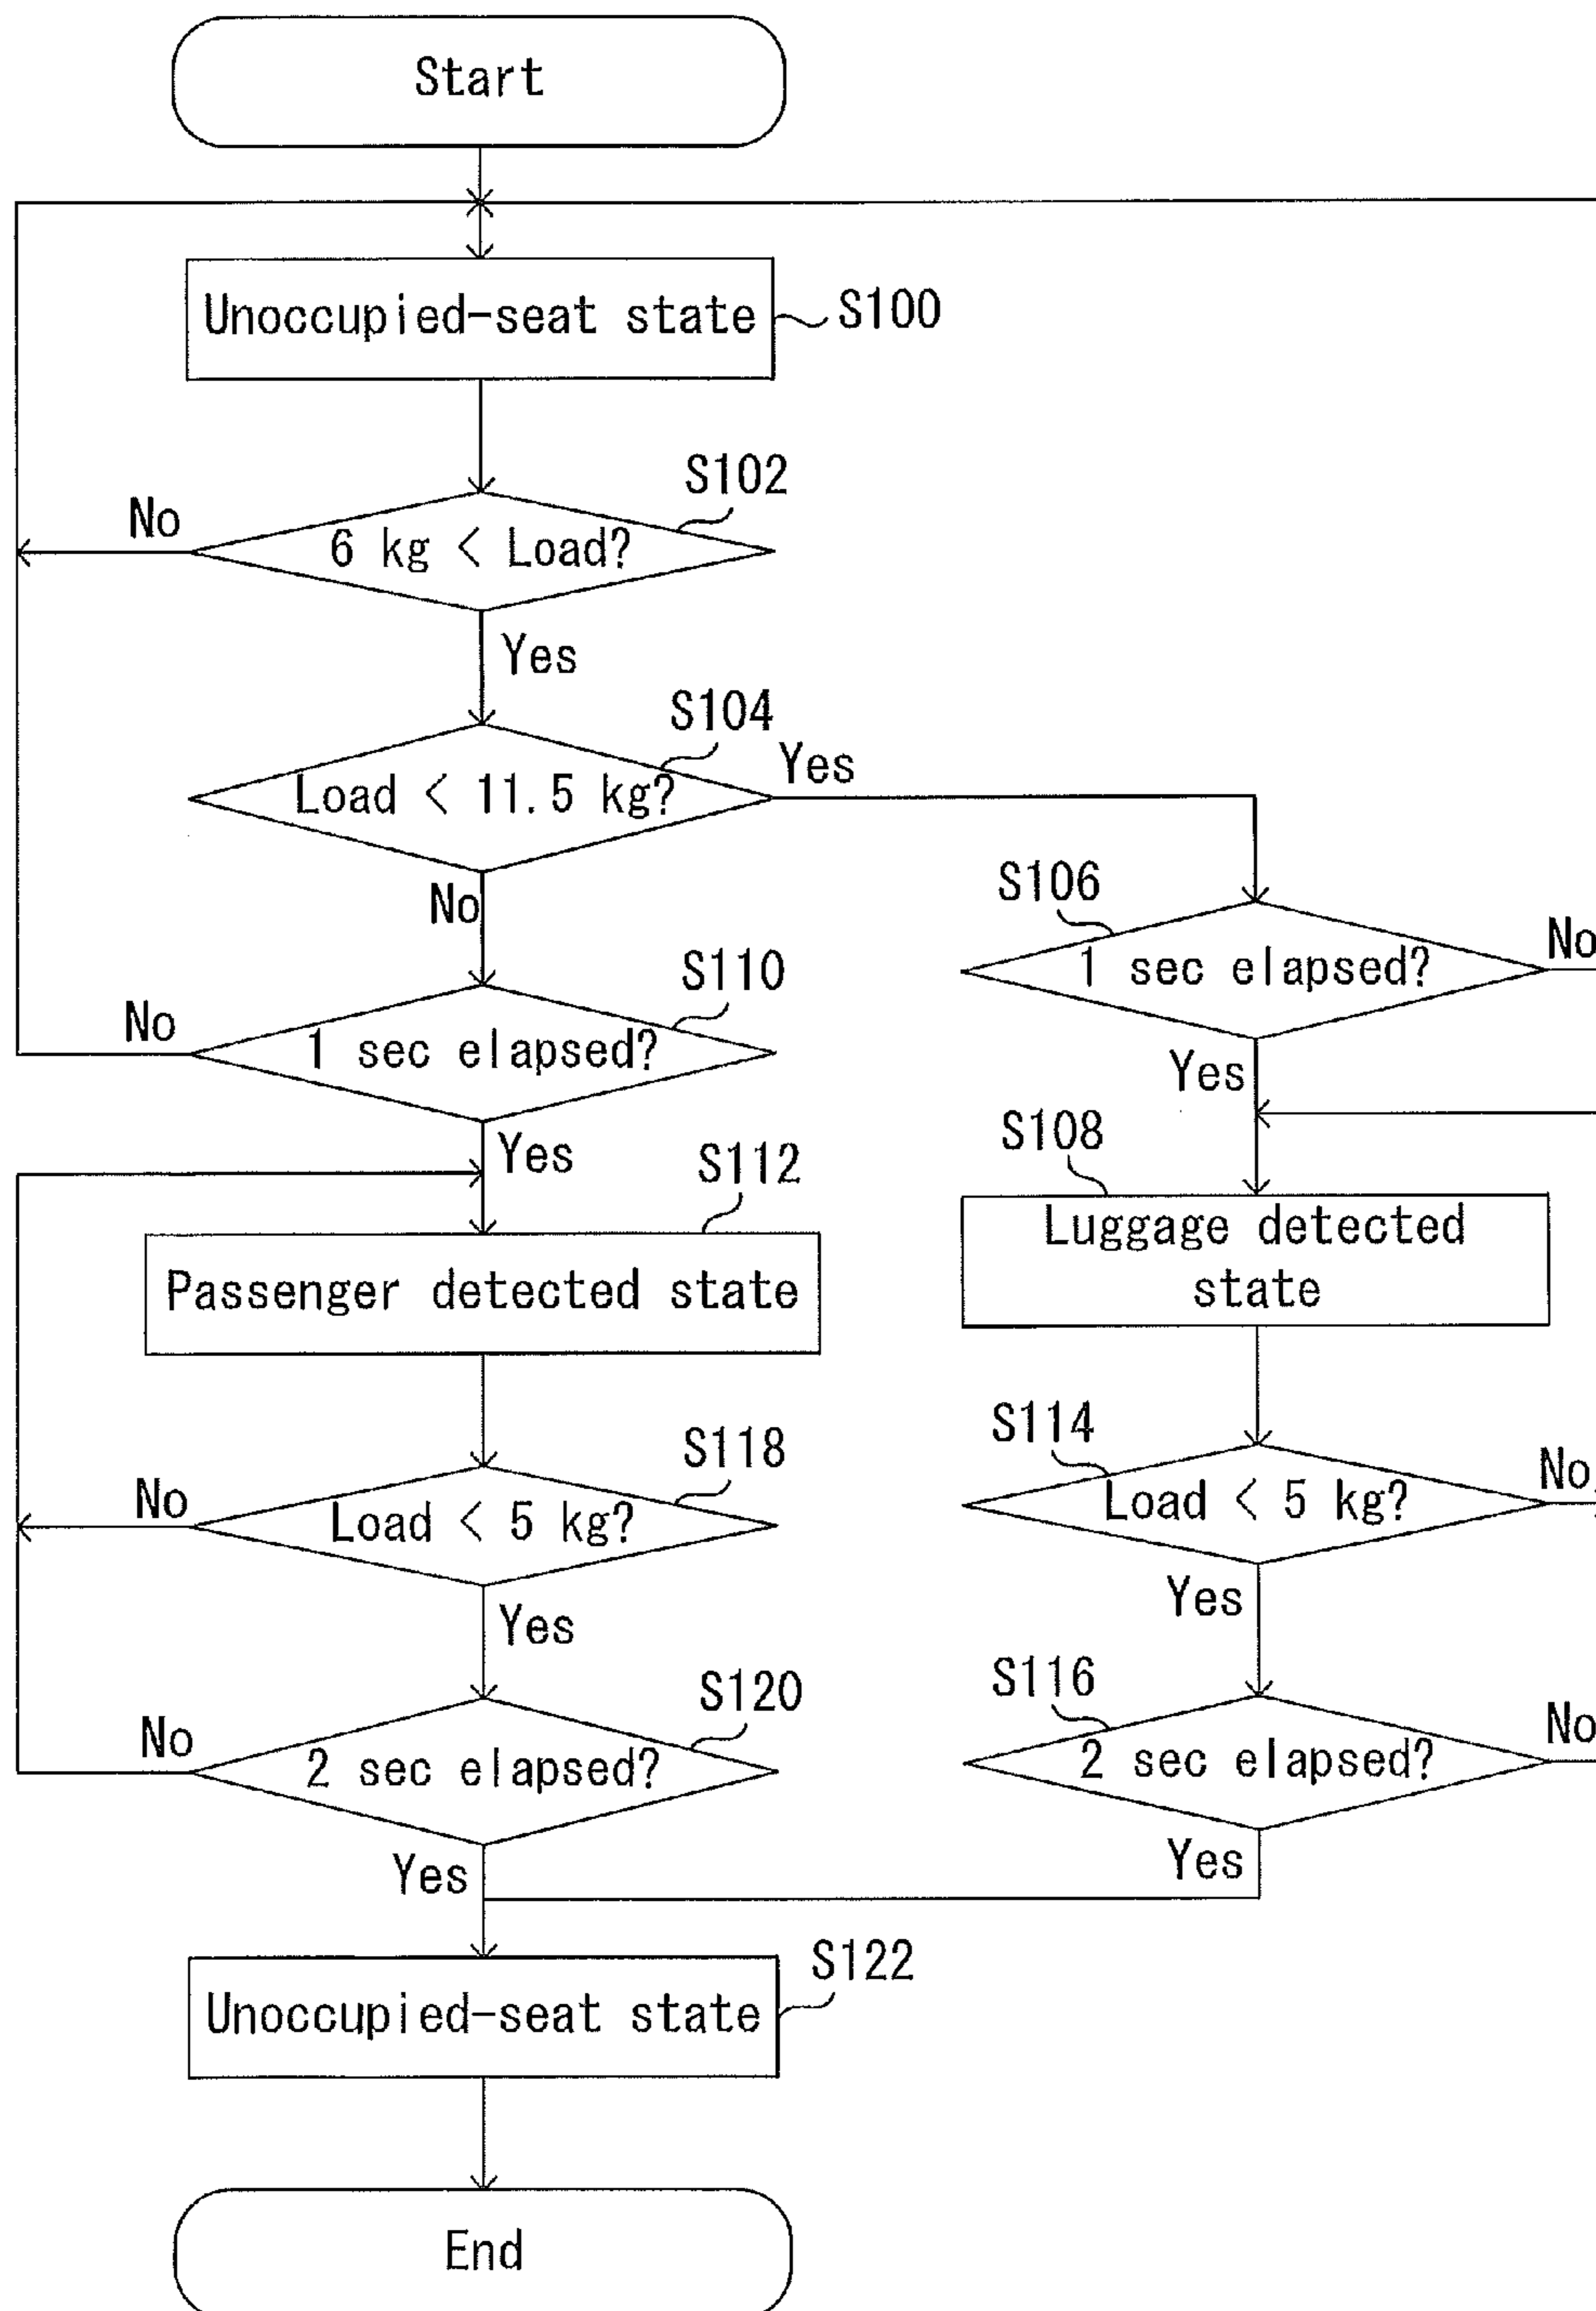 Start
Unoccupied-seat state
S100
S102
No
6 kg < Load?
Yes
S104
Load < 11.5 kg?
Yes
No
S106
1 sec elapsed?
No
S110
No
1 sec elapsed?
Yes
Yes
S108
Luggage detected
state
S112
Passenger detected state
S114
Load < 5 kg?
No
S118
No
Load < 5 kg?
Yes
Yes
S116
2 sec elapsed?
No
S120
No
2 sec elapsed?
Yes
Yes
S122
Unoccupied-seat state
End